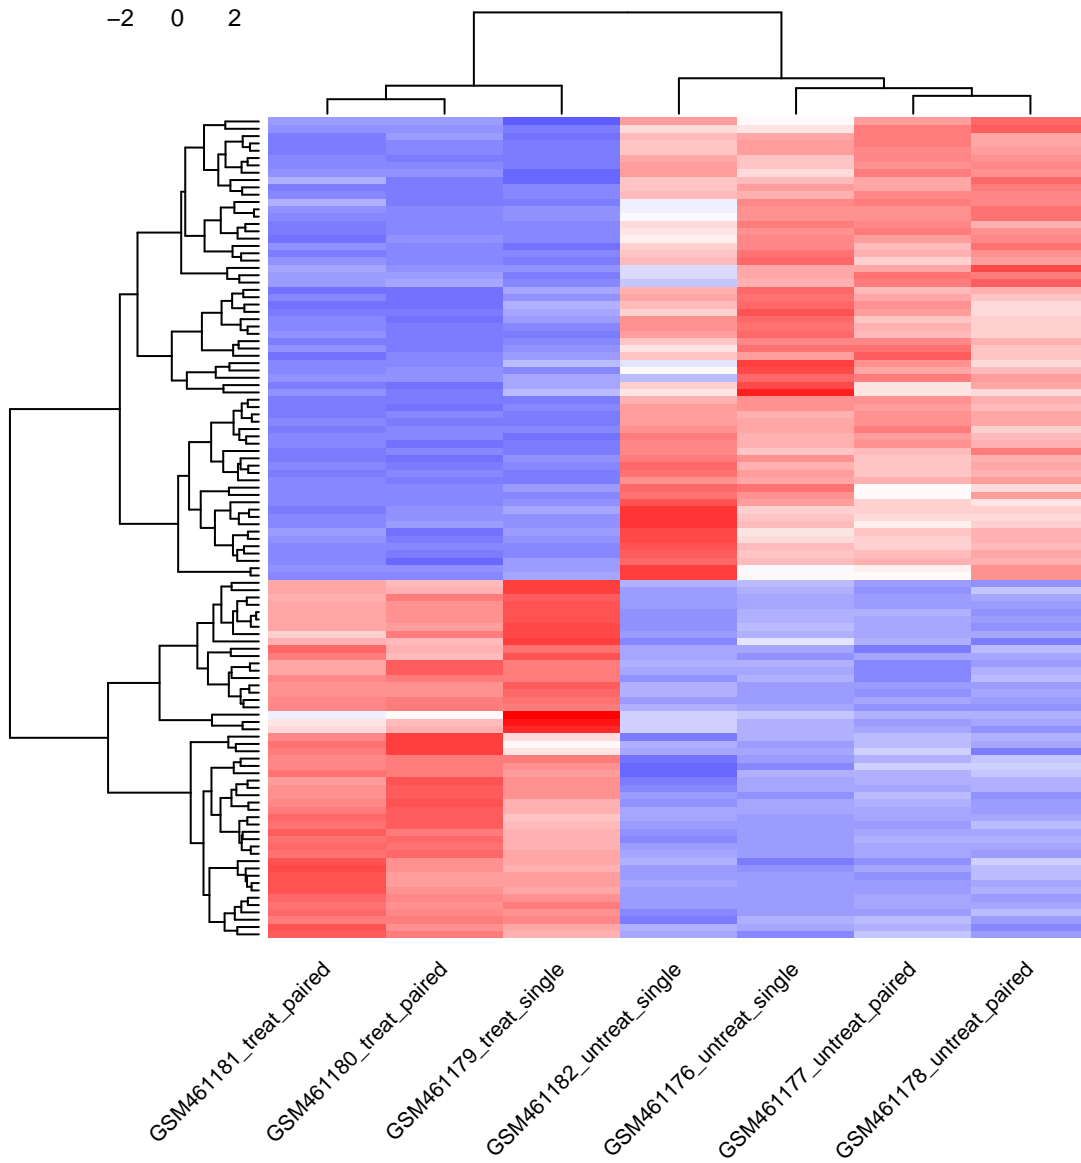 −2 0 2
GSM461181_treat_paired
GSM461180_treat_paired
GSM461179_treat_single
GSM461182_untreat_single
GSM461176_untreat_single
GSM461177_untreat_paired
GSM461178_untreat_paired